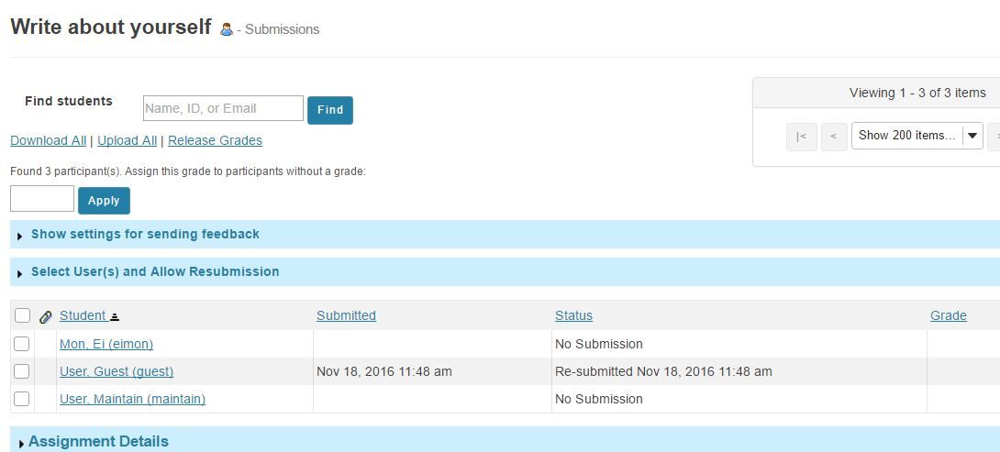 Write about yourself - Submissions
Find students
Name, ID, or Email
Find
Viewing 1 - 3 of 3 items
|<
<
Show 200 items...
Download All | Upload All | Release Grades
Found 3 participant(s). Assign this grade to participants without a grade:
Apply
Show settings for sending feedback
Select User(s) and Allow Resubmission
Student Submitted Status Grade
Mon, Ei (eimon) No Submission
User, Guest (guest) Nov 18, 2016 11:48 am Re-submitted Nov 18, 2016 11:48 am
User, Maintain (maintain) No Submission
Assignment Details